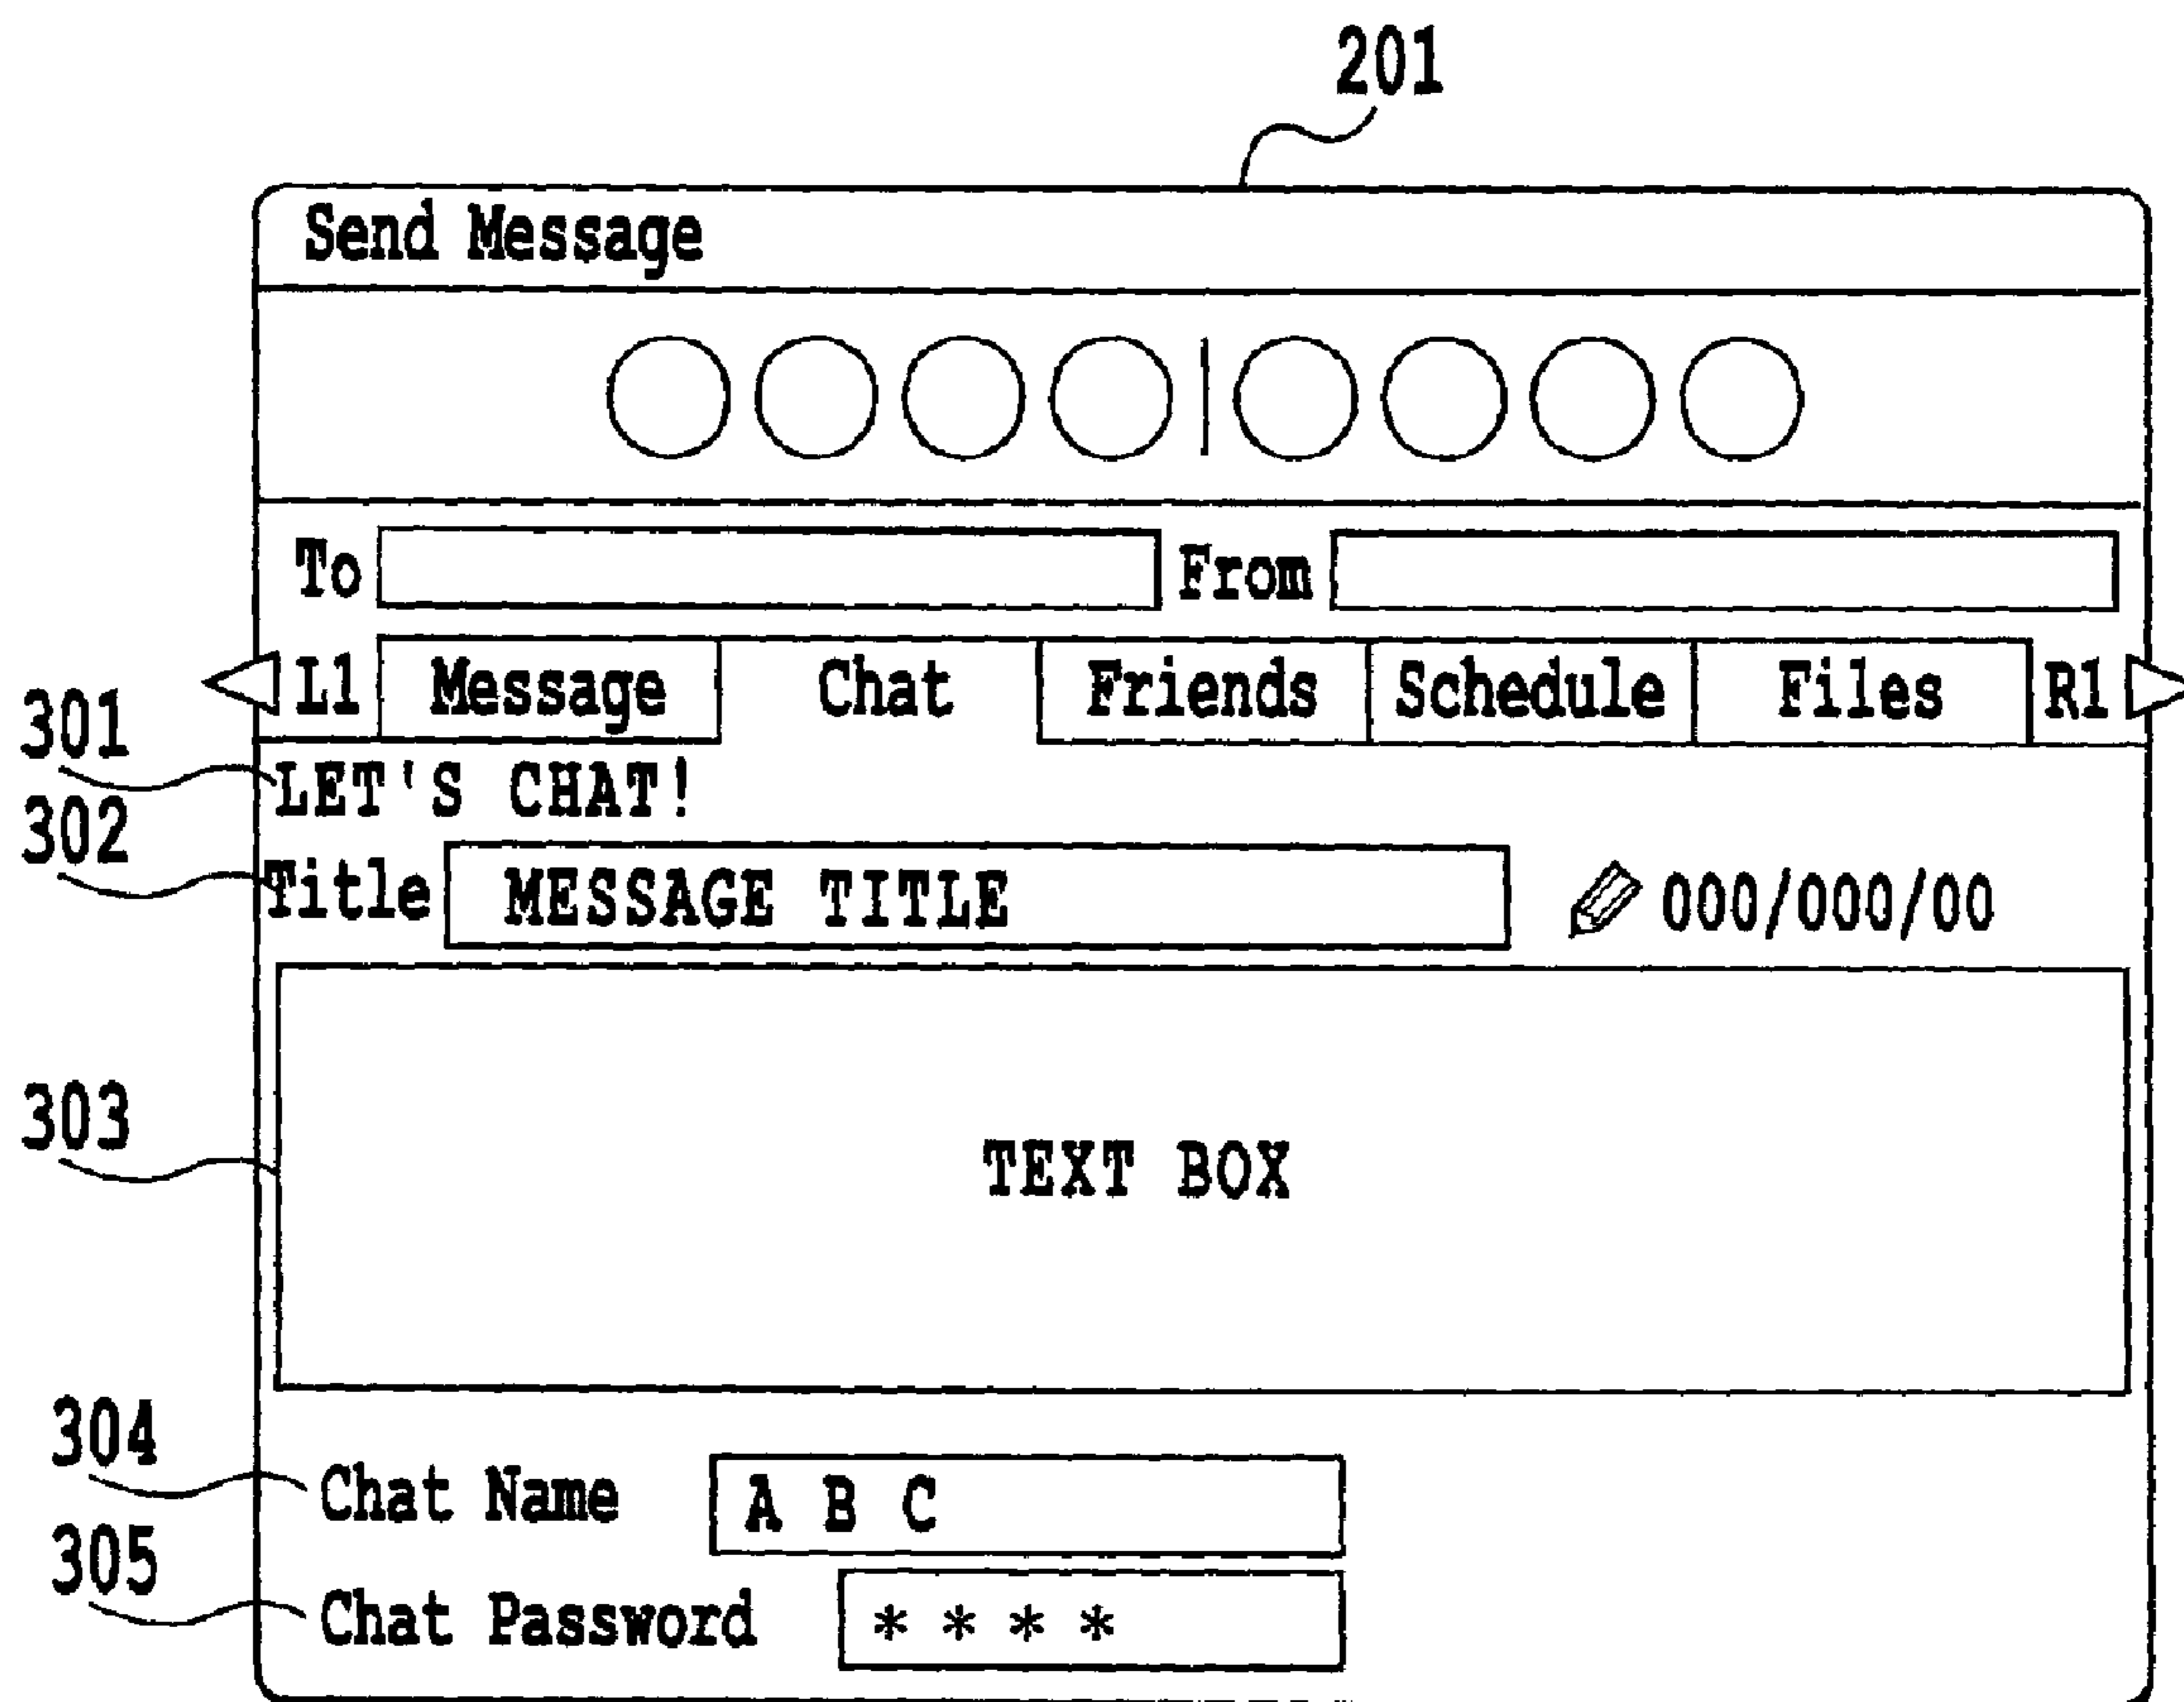 201
Send Message
To From
L1 Message Chat Friends Schedule Files R1
301
LET'S CHAT!
302
Title MESSAGE TITLE 000/000/00
303
TEXT BOX
304
Chat Name A B C
305
Chat Password * * * *